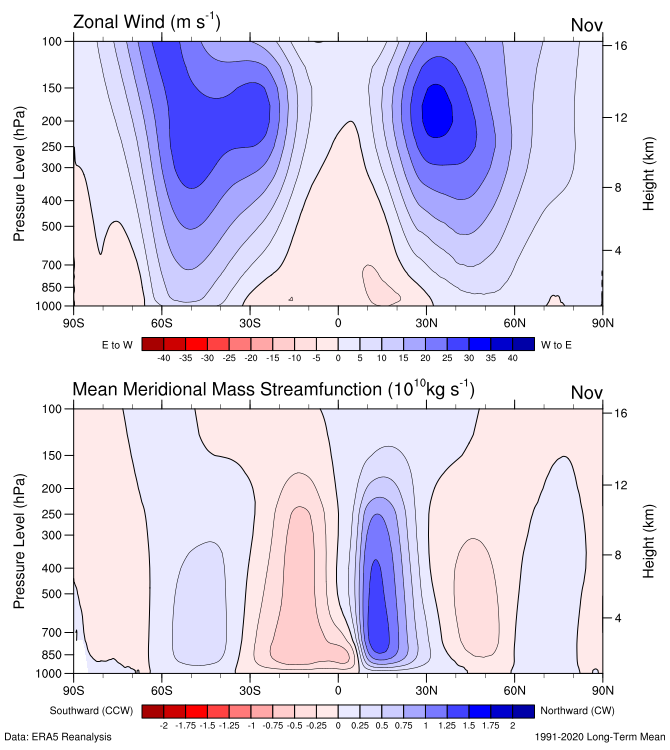 Zonal Wind (m s⁻¹)
Nov
Pressure Level (hPa)
100
150
200
250
300
400
500
700
850
1000
16
12
8
4
Height (km)
90S 60S 30S 0 30N 60N 90N
E to W
W to E
-40 -35 -30 -25 -20 -15 -10 -5 0 5 10 15 20 25 30 35 40
Mean Meridional Mass Streamfunction (10¹⁰kg s⁻¹)
Nov
Pressure Level (hPa)
100
150
200
250
300
400
500
700
850
1000
16
12
8
4
Height (km)
90S 60S 30S 0 30N 60N 90N
Southward (CCW)
Northward (CW)
-2 -1.75 -1.5 -1.25 -1 -0.75 -0.5 -0.25 0 0.25 0.5 0.75 1 1.25 1.5 1.75 2
Data: ERA5 Reanalysis
1991-2020 Long-Term Mean